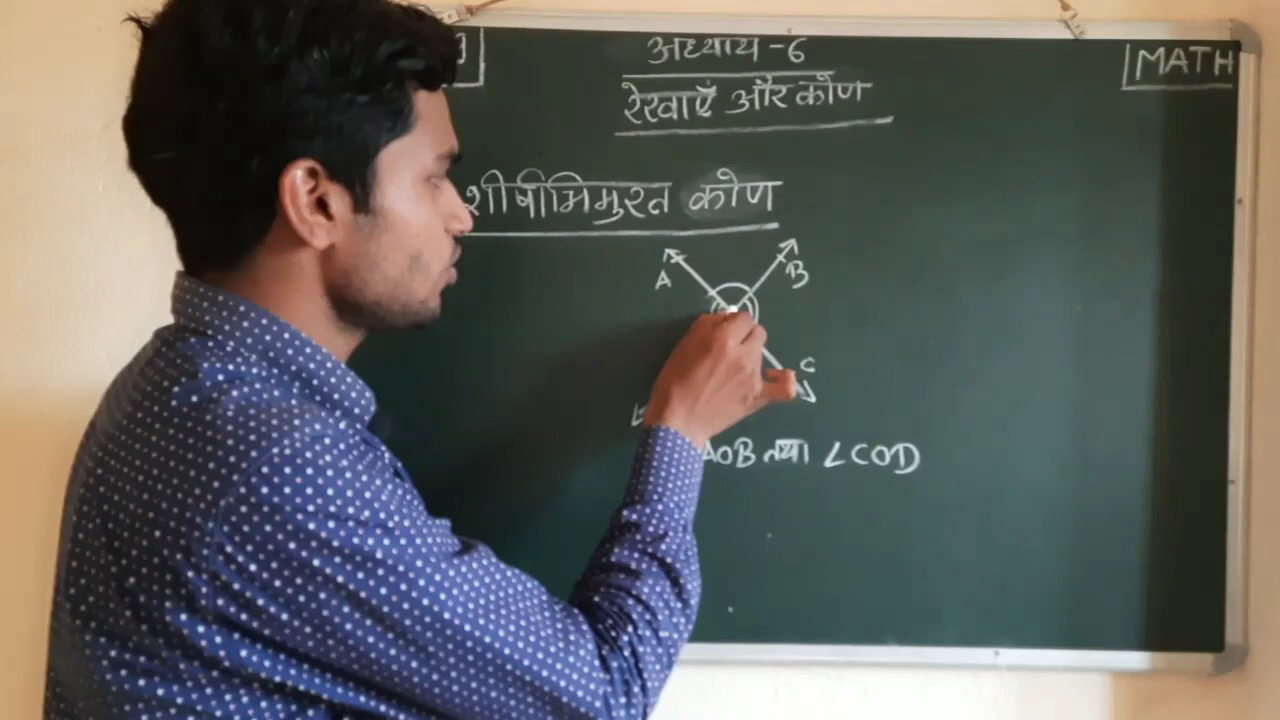 अध्याय -6
MATH
रेखाएँ और कोण
शीर्षाभिमुख कोण
A
B
C
AOB तथा ∠COD